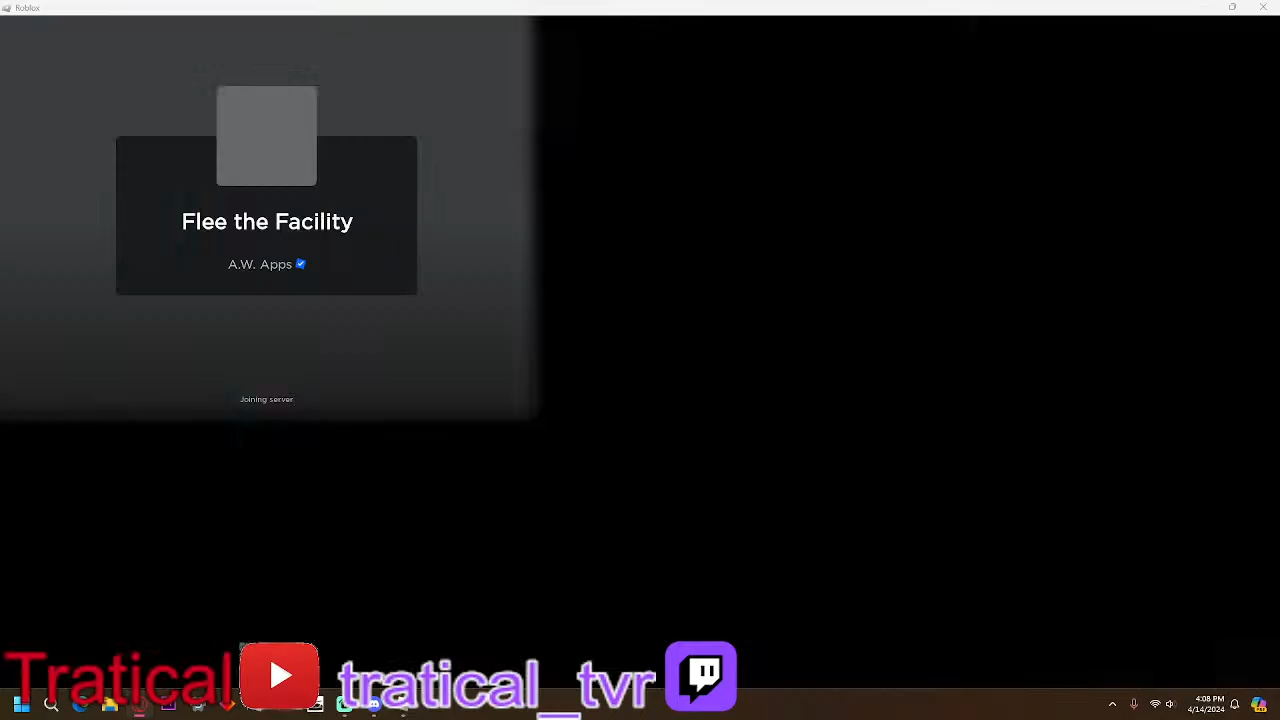 Roblox
Flee the Facility
A.W. Apps
Joining server
Tratical
tratical_tvr
4:08 PM
4/14/2024